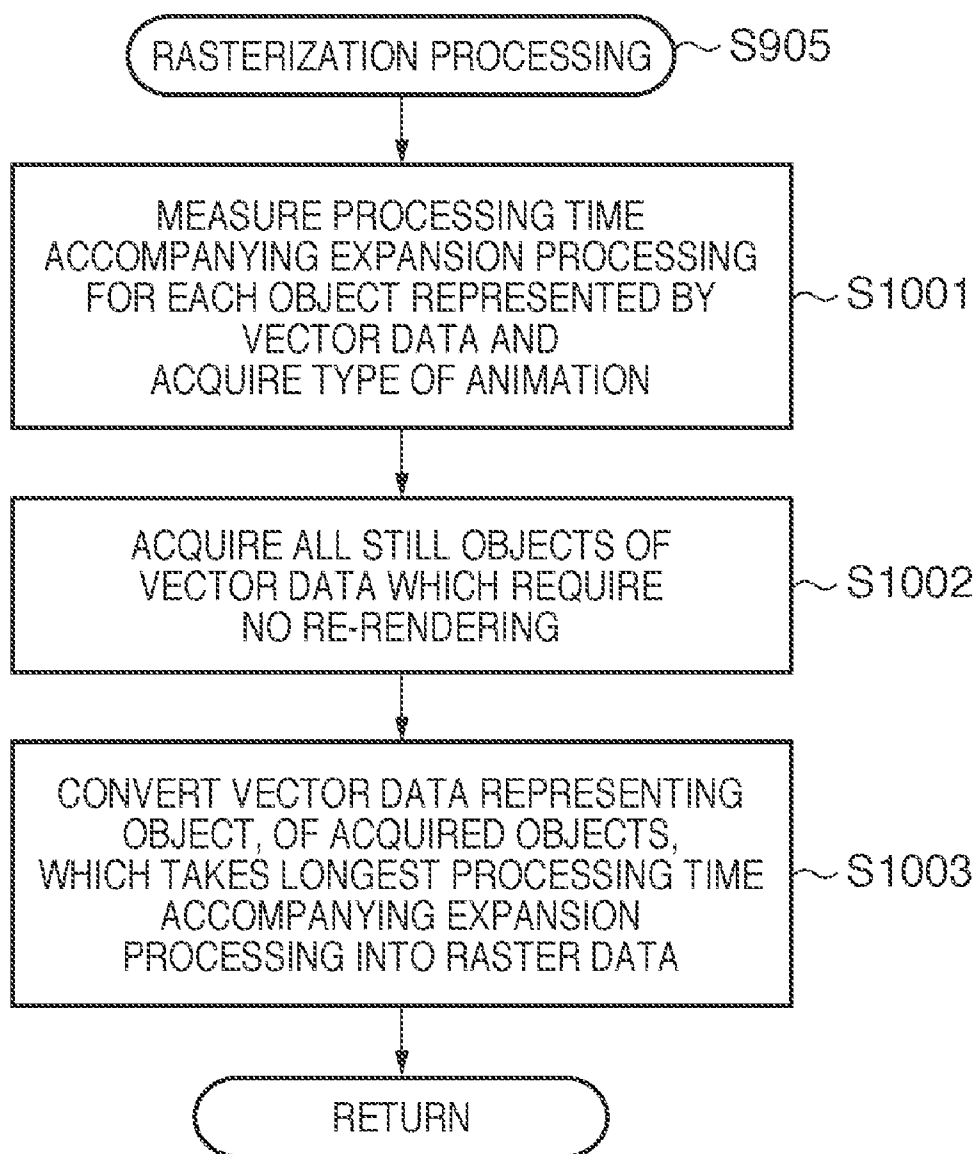 RASTERIZATION PROCESSING
S905
MEASURE PROCESSING TIME
ACCOMPANYING EXPANSION PROCESSING
FOR EACH OBJECT REPRESENTED BY
VECTOR DATA AND
ACQUIRE TYPE OF ANIMATION
S1001
ACQUIRE ALL STILL OBJECTS OF
VECTOR DATA WHICH REQUIRE
NO RE-RENDERING
S1002
CONVERT VECTOR DATA REPRESENTING
OBJECT, OF ACQUIRED OBJECTS,
WHICH TAKES LONGEST PROCESSING TIME
ACCOMPANYING EXPANSION
PROCESSING INTO RASTER DATA
S1003
RETURN